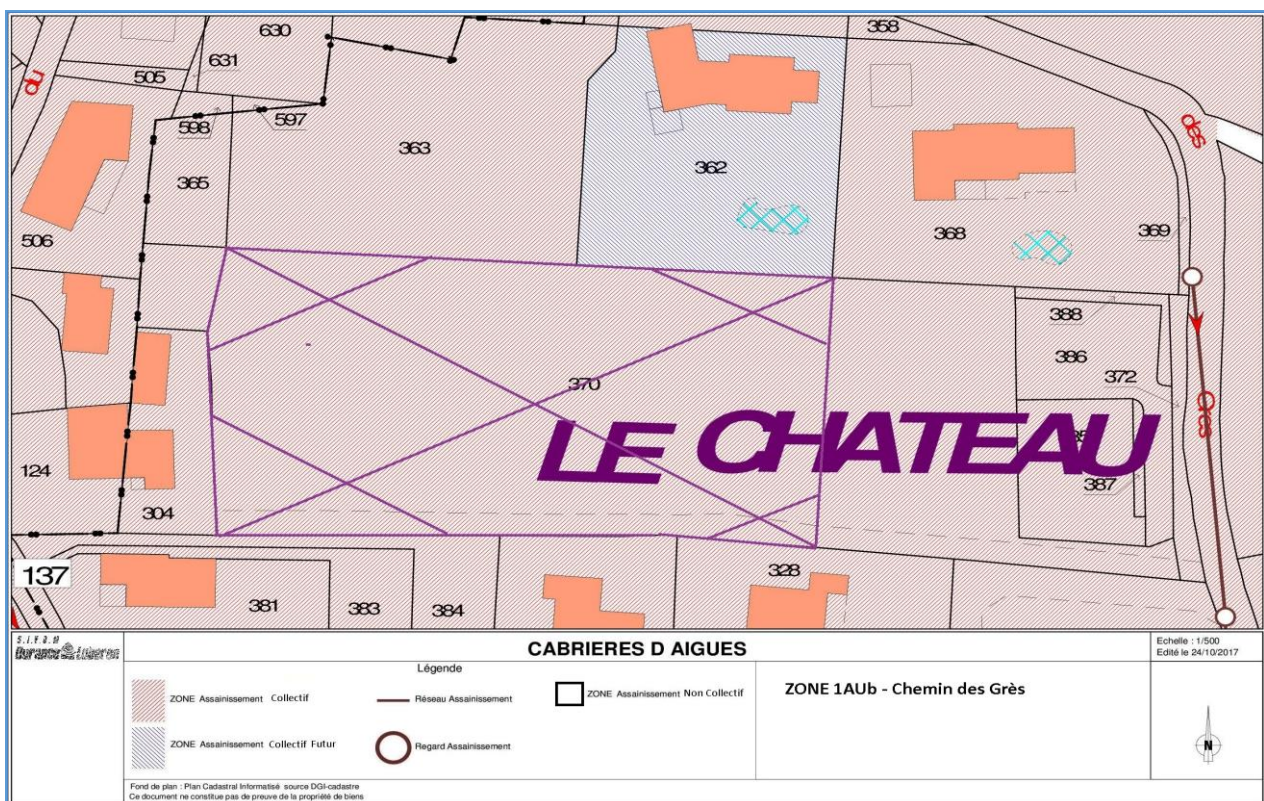 630
358
631
505
du
597
598
des
363
362
365
506
368
369
388
386
372
370
Grès
LE CHATEAU
124
387
304
137
328
381
383
384
CABRIERES D AIGUES
Echelle : 1/500
Edité le 24/10/2017
Légende
ZONE Assainissement Collectif
Réseau Assainissement
ZONE Assainissement Non Collectif
ZONE 1AUb - Chemin des Grès
ZONE Assainissement Collectif Futur
Regard Assainissement
N
Fond de plan : Plan Cadastral Informatisé source DGI-cadastre
Ce document ne constitue pas de preuve de la propriété de biens